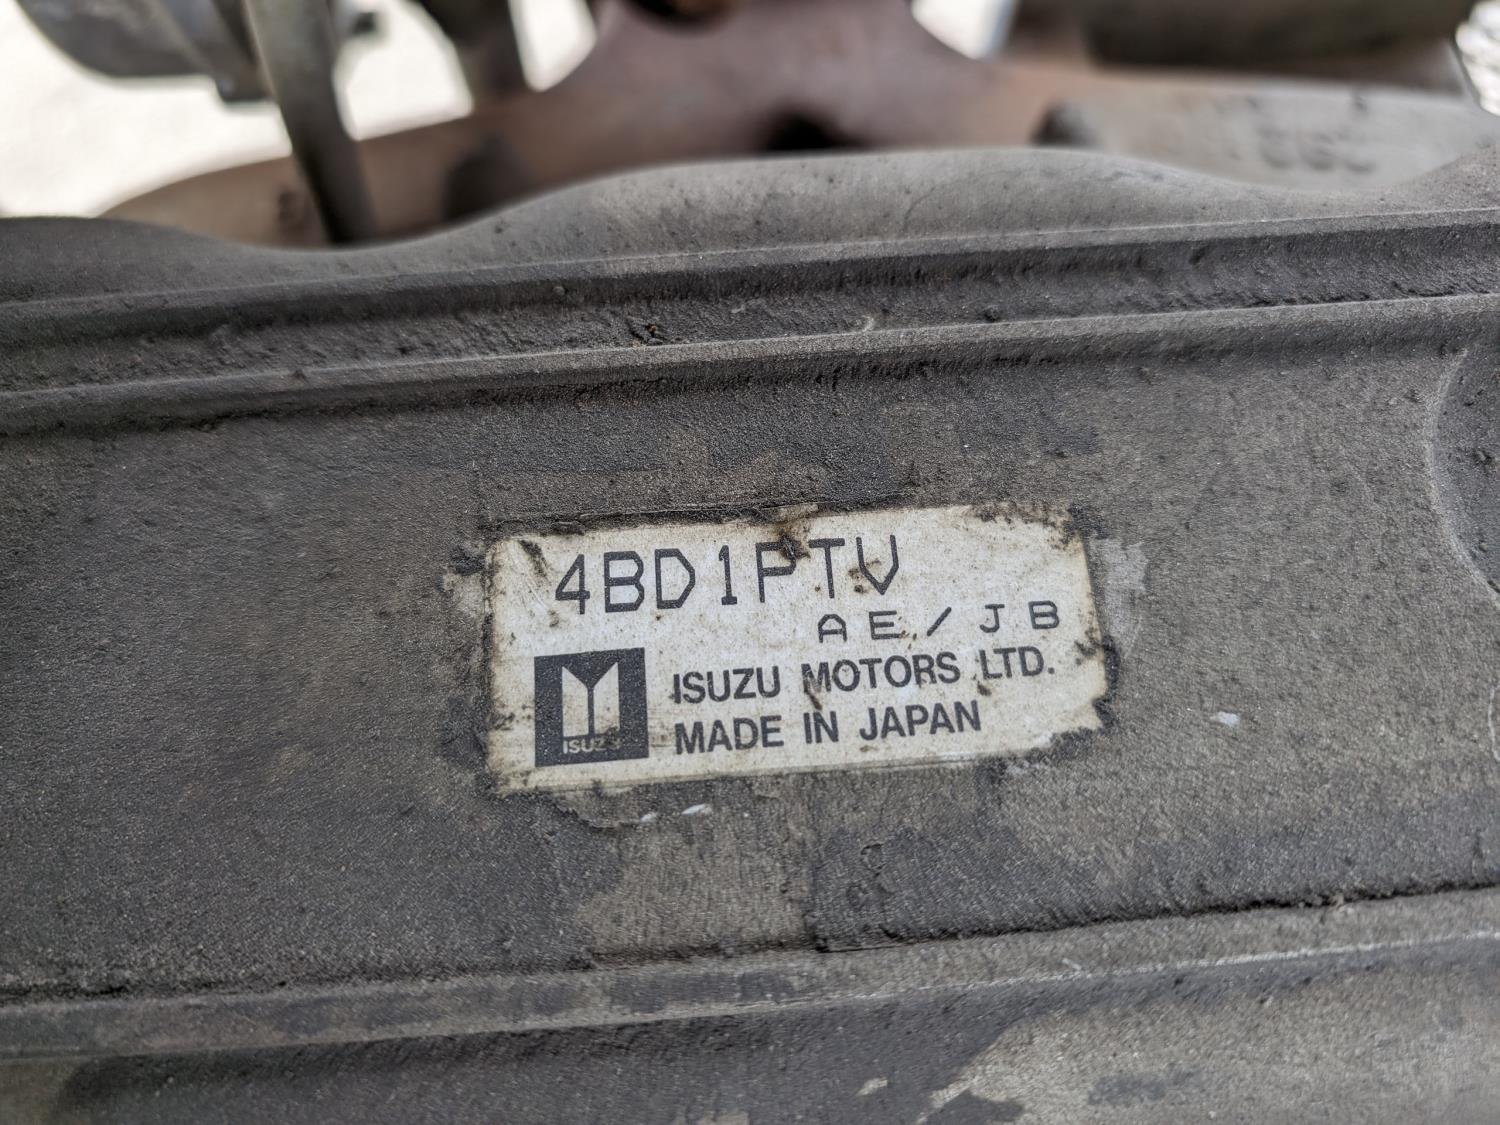 4BD1PTV
AE/JB
ISUZU MOTORS LTD.
MADE IN JAPAN
ISUZU